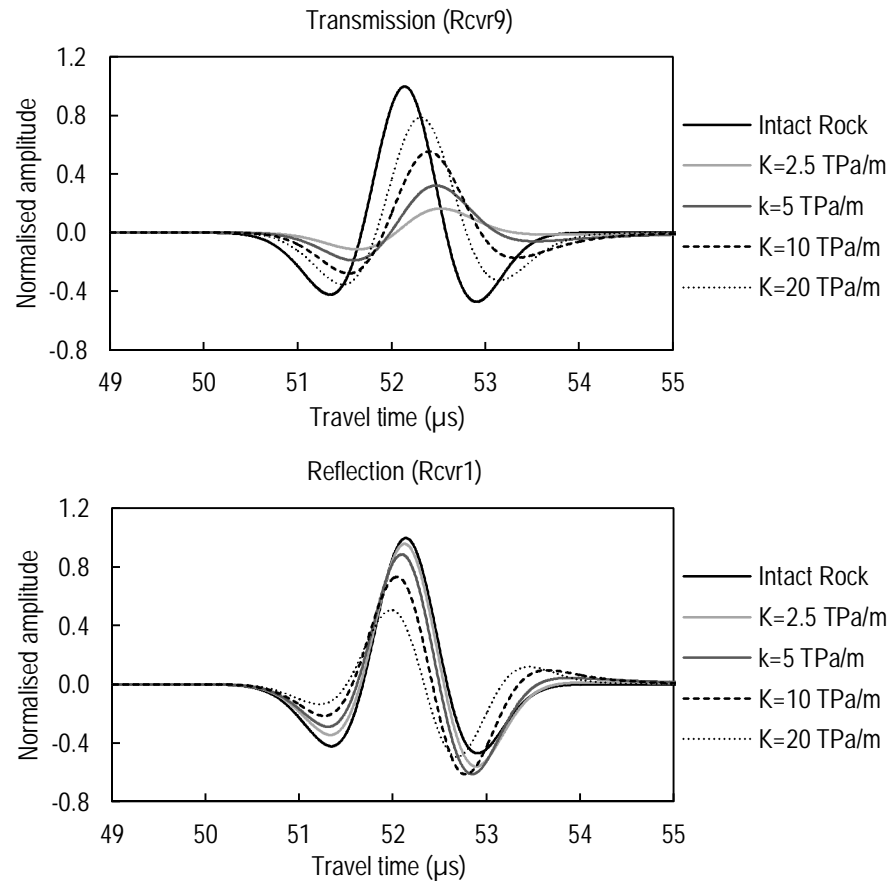 Transmission (Rcvr9)
1.2
0.8
0.4
0.0
-0.4
-0.8
Normalised amplitude
49 50 51 52 53 54 55
Travel time (µs)
Intact Rock
K=2.5 TPa/m
k=5 TPa/m
K=10 TPa/m
K=20 TPa/m
Reflection (Rcvr1)
1.2
0.8
0.4
0.0
-0.4
-0.8
Normalised amplitude
49 50 51 52 53 54 55
Travel time (µs)
Intact Rock
K=2.5 TPa/m
k=5 TPa/m
K=10 TPa/m
K=20 TPa/m